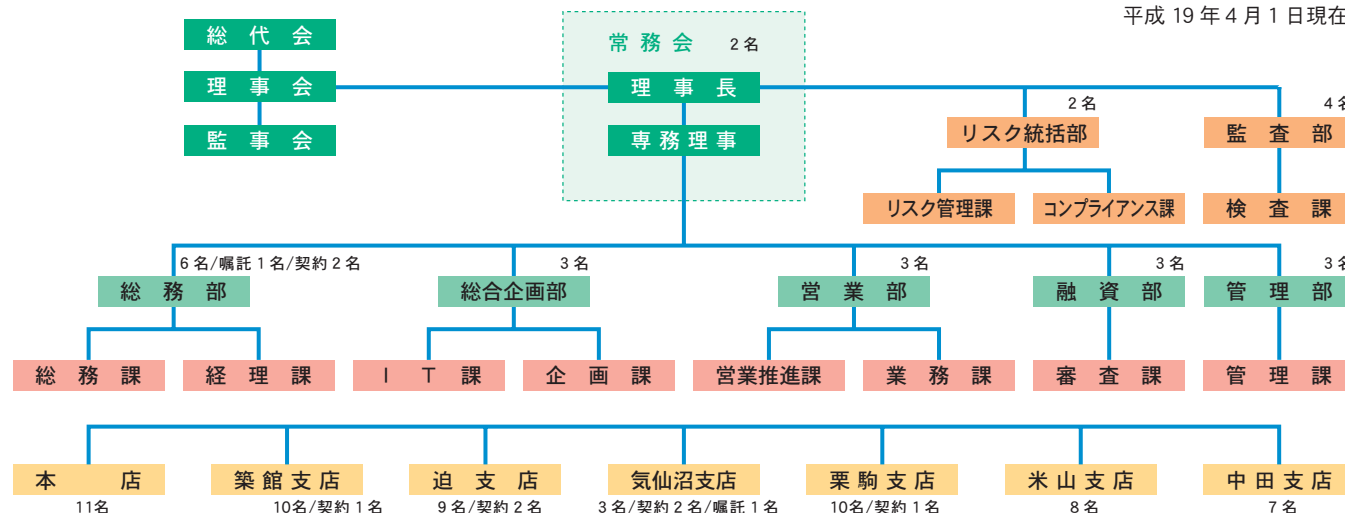 平成 19 年 4 月 1 日現在
総代会
常務会 2 名
理事会
理事長
2 名
4 名
監事会
専務理事
リスク統括部
監査部
リスク管理課
コンプライアンス課
検査課
6 名/嘱託 1 名/契約 2 名
3 名
3 名
3 名
3 名
総務部
総合企画部
営業部
融資部
管理部
総務課
経理課
IT課
企画課
営業推進課
業務課
審査課
管理課
本店
築館支店
迫支店
気仙沼支店
栗駒支店
米山支店
中田支店
11名
10名/契約 1 名
9 名/契約 2 名
3 名/契約 2 名/嘱託 1 名
10名/契約 1 名
8 名
7 名